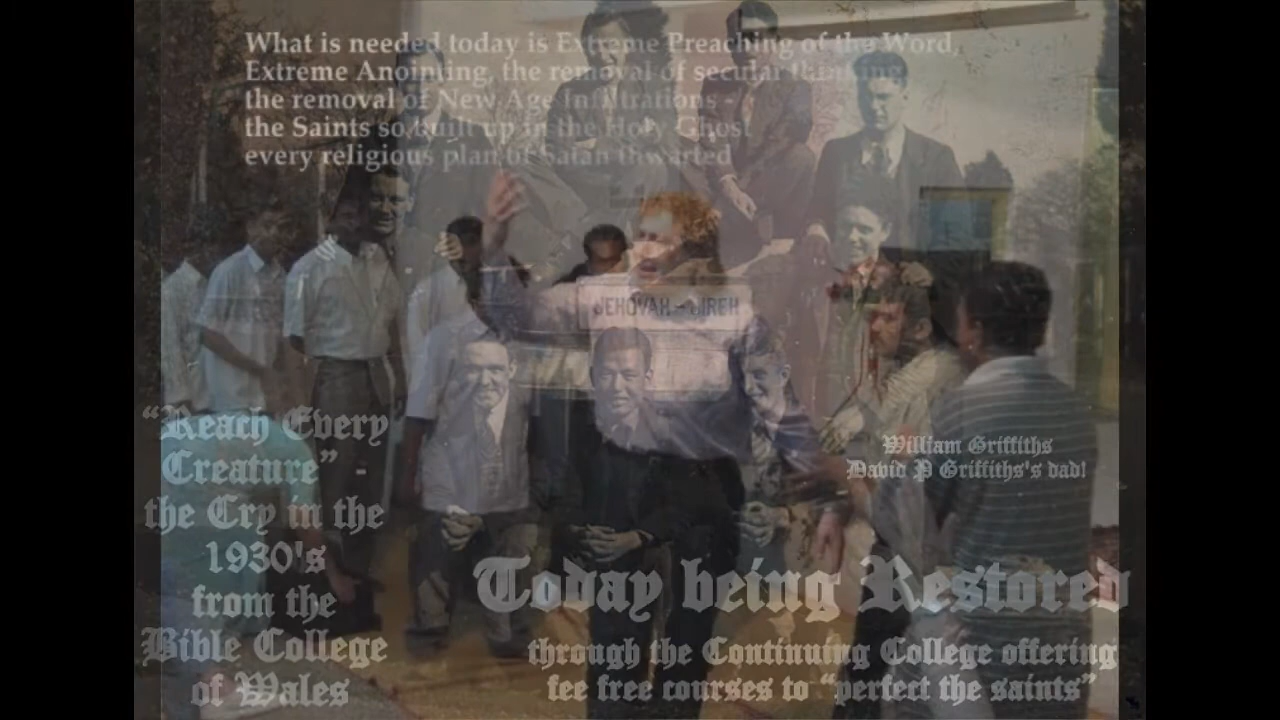 What is needed today is Extreme Preaching of the Word,
Extreme Anointing, the removal of secular thinking
the removal of New Age Infiltrations -
the Saints so built up in the Holy Ghost
every religious plan of Satan thwarted
JEHOVAH - JIREH
“Reach Every
Creature”
the Cry in the
1930's
from the
Bible College
of Wales
William Griffiths
David P Griffiths's dad!
Today being Restored
through the Continuing College offering
fee free courses to “perfect the saints”